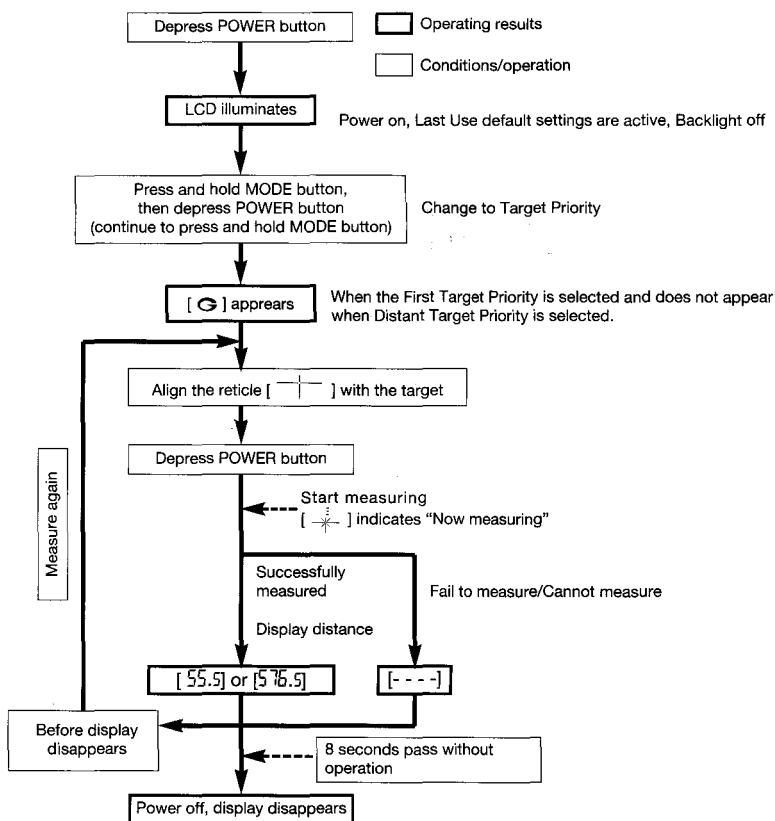 Depress POWER button
Operating results
Conditions/operation
LCD illuminates
Power on, Last Use default settings are active, Backlight off
Press and hold MODE button,
then depress POWER button
(continue to press and hold MODE button)
Change to Target Priority
[ G ] apprears
When the First Target Priority is selected and does not appear
when Distant Target Priority is selected.
Align the reticle [ ] with the target
Depress POWER button
Measure again
Start measuring
[ ] indicates “Now measuring”
Successfully
measured
Fail to measure/Cannot measure
Display distance
[ 55.5] or [576.5]
[- - - -]
Before display
disappears
8 seconds pass without
operation
Power off, display disappears